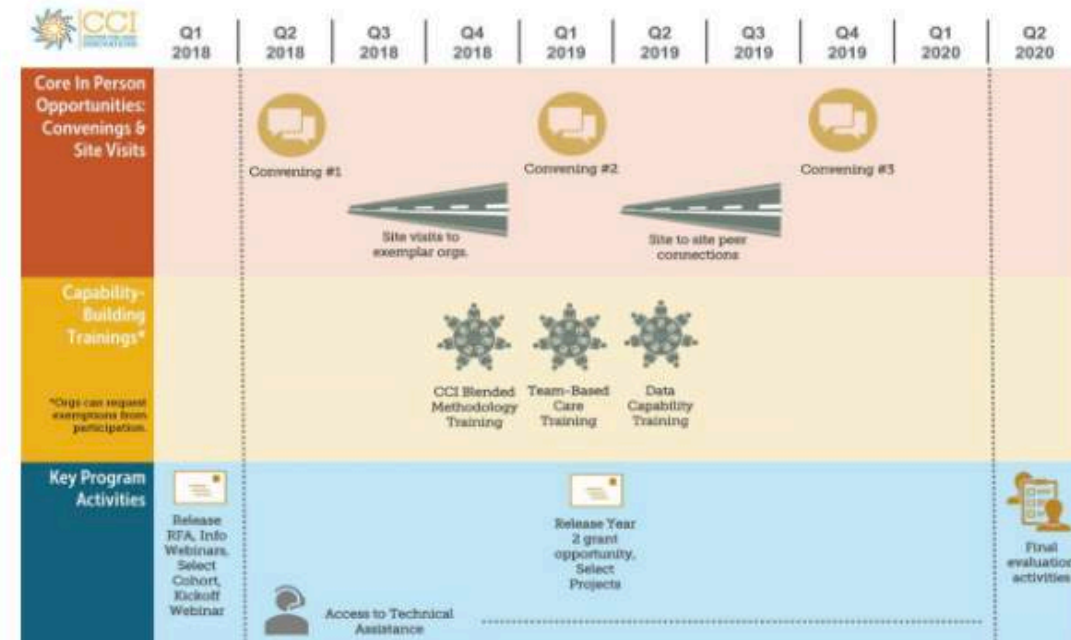 CCI
CENTER FOR CARE
INNOVATIONS
Q1
2018
Q2
2018
Q3
2018
Q4
2018
Q1
2019
Q2
2019
Q3
2019
Q4
2019
Q1
2020
Q2
2020
Core In Person
Opportunities:
Convenings &
Site Visits
Convening #1
Convening #2
Convening #3
Site visits to
exemplar orgs.
Site to site peer
connections
Capability-
Building
Trainings*
*Orgs can request
exemptions from
participation.
CCI Blended
Methodology
Training
Team-Based
Care
Training
Data
Capability
Training
Key Program
Activities
Release
RFA, Info
Webinars,
Select
Cohort,
Kickoff
Webinar
Release Year
2 grant
opportunity,
Select
Projects
Final
evaluation
activities
Access to Technical
Assistance